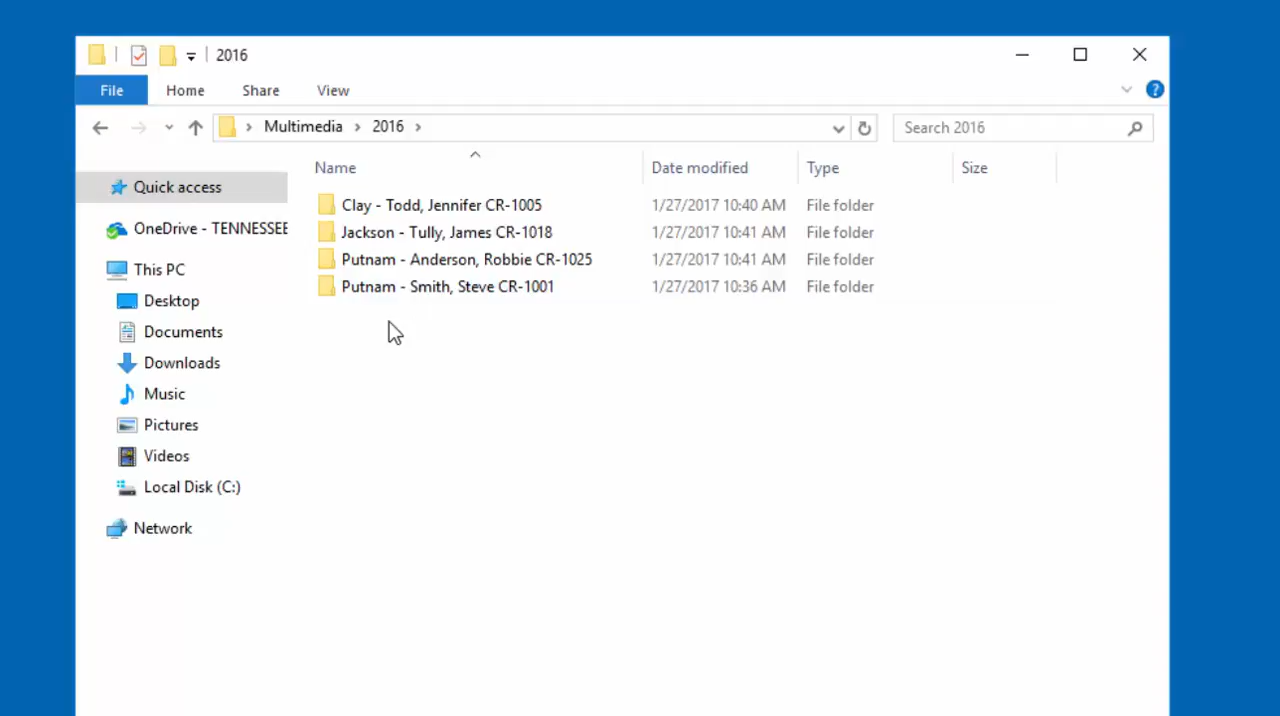 2016
File Home Share View
Multimedia 2016 Search 2016
Name Date modified Type Size
Quick access
OneDrive - TENNESSEE
This PC
Desktop
Documents
Downloads
Music
Pictures
Videos
Local Disk (C:)
Network
Clay - Todd, Jennifer CR-1005 1/27/2017 10:40 AM File folder
Jackson - Tully, James CR-1018 1/27/2017 10:41 AM File folder
Putnam - Anderson, Robbie CR-1025 1/27/2017 10:41 AM File folder
Putnam - Smith, Steve CR-1001 1/27/2017 10:36 AM File folder